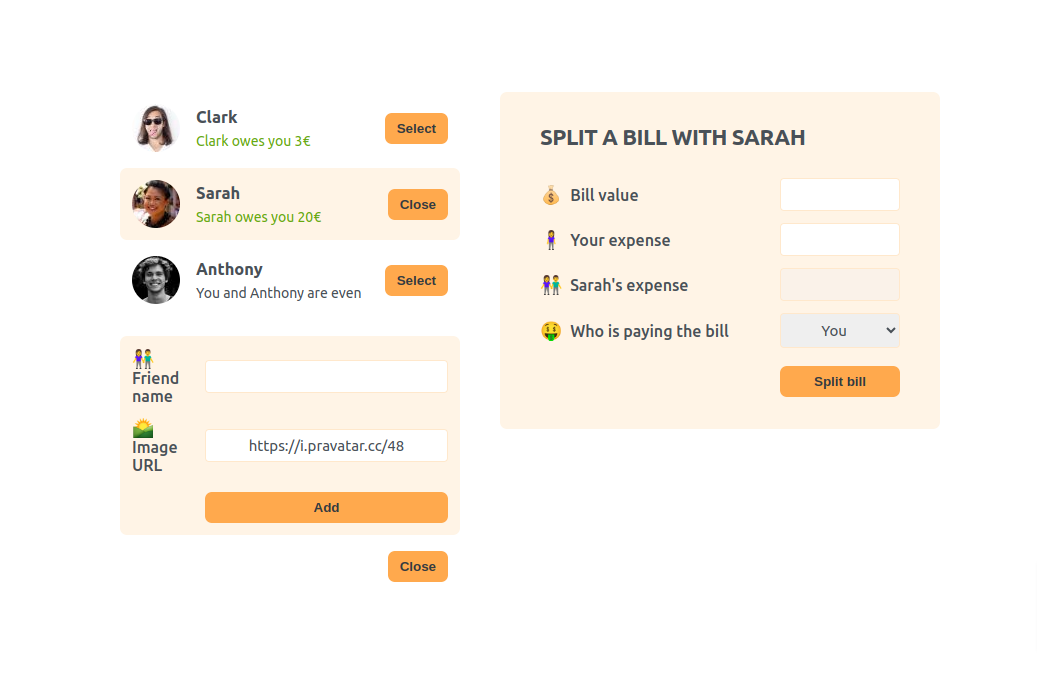 Clark
Clark owes you 3€
Select
Sarah
Sarah owes you 20€
Close
Anthony
You and Anthony are even
Select
Friend
name
Image
URL
https://i.pravatar.cc/48
Add
Close
SPLIT A BILL WITH SARAH
Bill value
Your expense
Sarah's expense
Who is paying the bill
You
Split bill